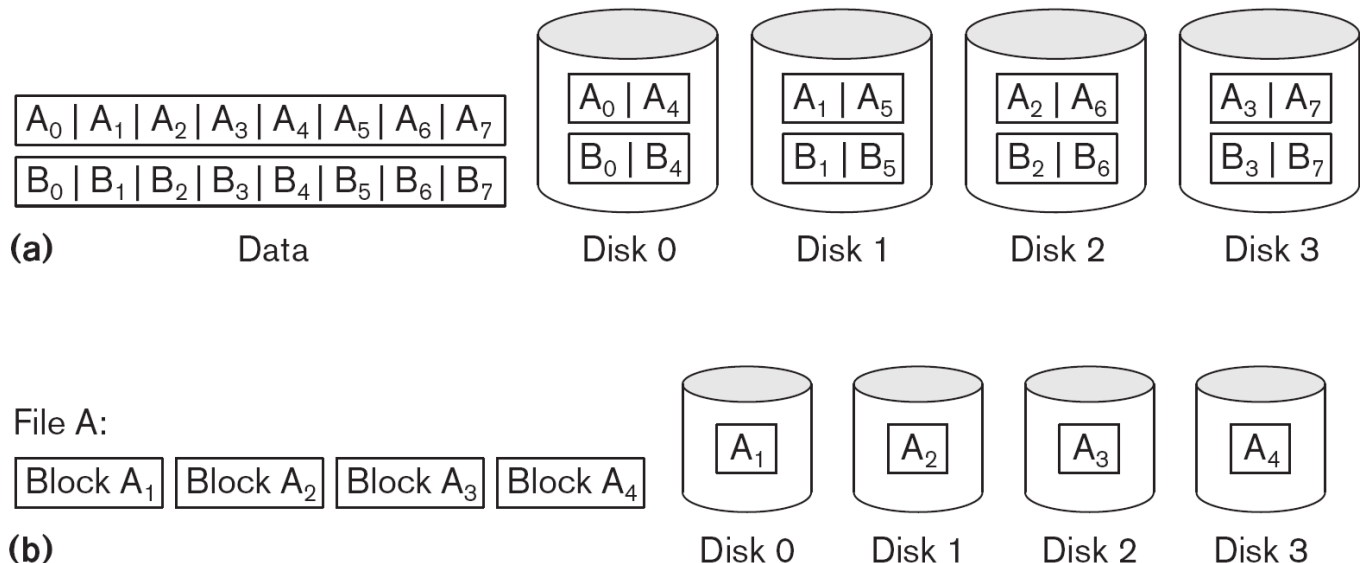 A₀ | A₁ | A₂ | A₃ | A₄ | A₅ | A₆ | A₇
B₀ | B₁ | B₂ | B₃ | B₄ | B₅ | B₆ | B₇
A₀ | A₄
B₀ | B₄
A₁ | A₅
B₁ | B₅
A₂ | A₆
B₂ | B₆
A₃ | A₇
B₃ | B₇
(a) Data Disk 0 Disk 1 Disk 2 Disk 3
File A:
Block A₁ Block A₂ Block A₃ Block A₄
A₁ A₂ A₃ A₄
(b) Disk 0 Disk 1 Disk 2 Disk 3